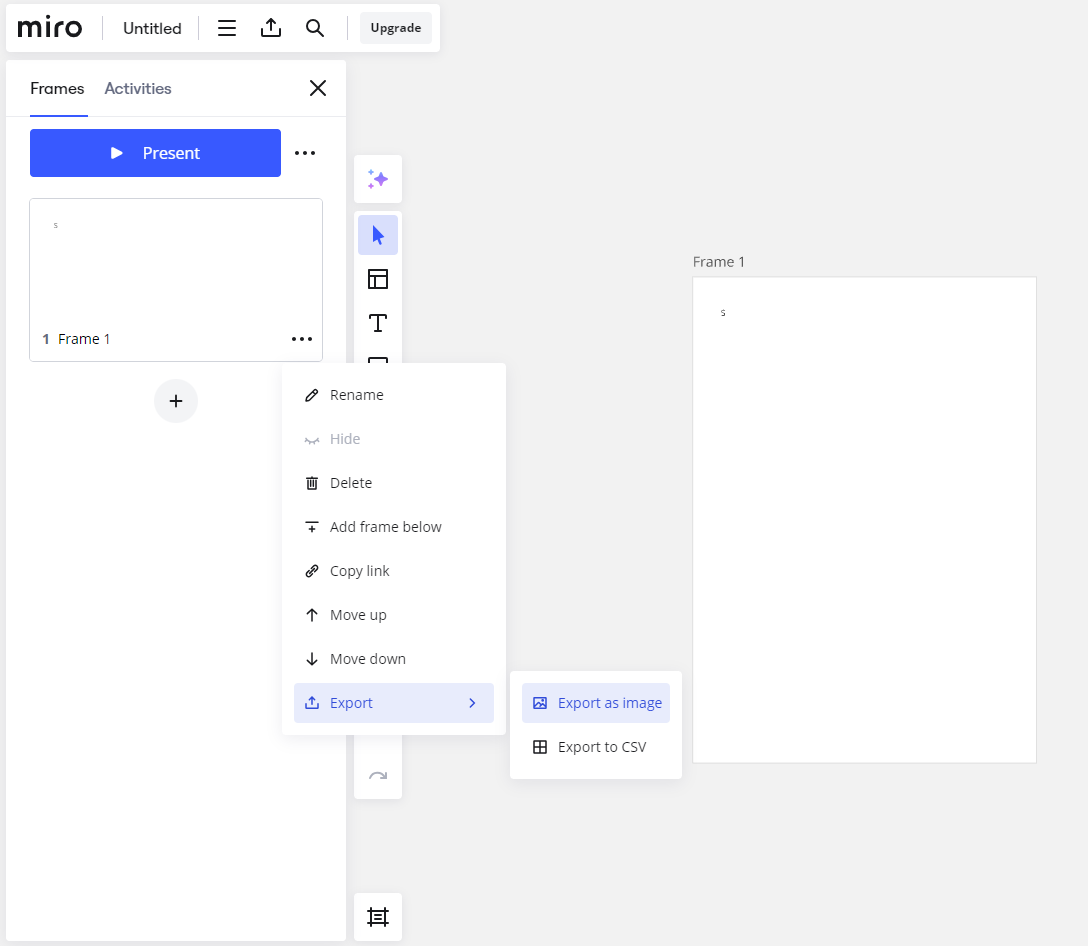 miro
Untitled
Upgrade
Frames
Activities
Present
s
1 Frame 1
Rename
Hide
Delete
Add frame below
Copy link
Move up
Move down
Export
Export as image
Export to CSV
Frame 1
s